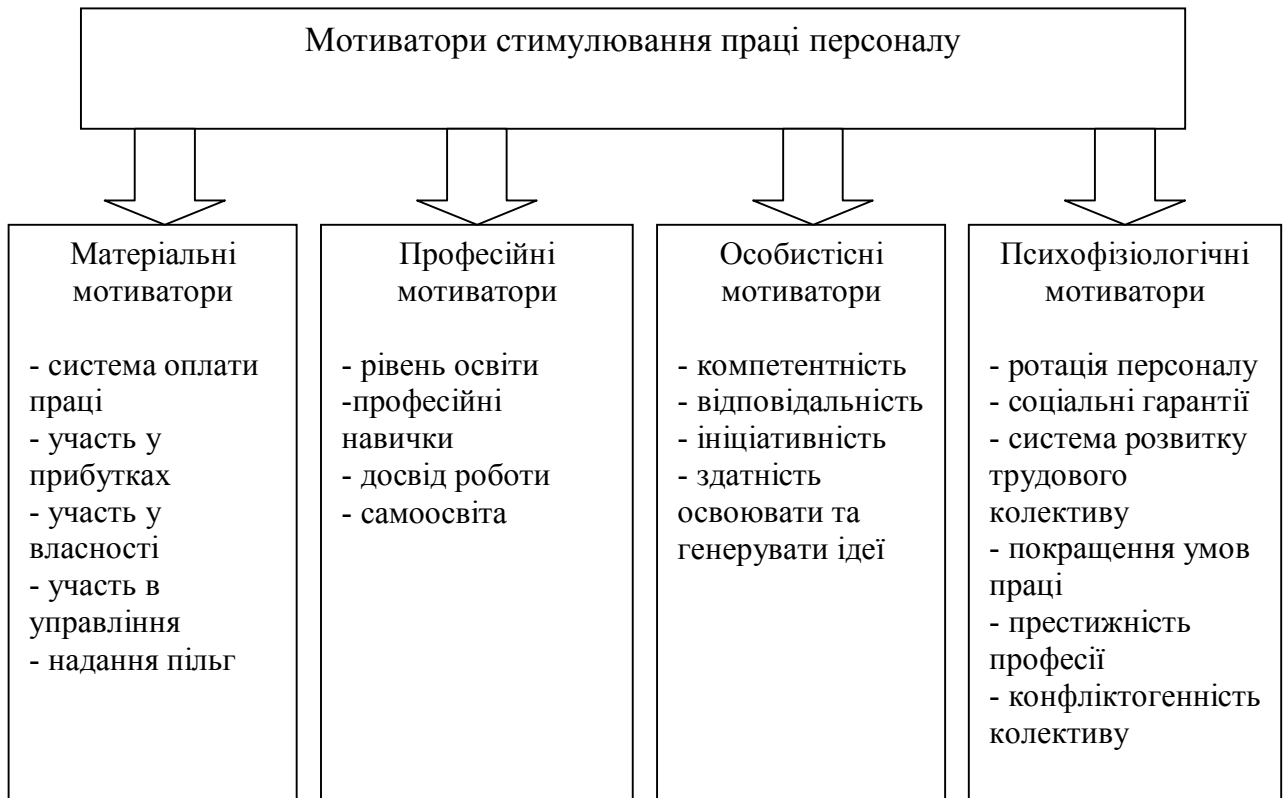 Мотиватори стимулювання праці персоналу
Матеріальні
мотиватори
- система оплати
праці
- участь у
прибутках
- участь у
власності
- участь в
управління
- надання пільг
Професійні
мотиватори
- рівень освіти
-професійні
навички
- досвід роботи
- самоосвіта
Особистісні
мотиватори
- компетентність
- відповідальність
- ініціативність
- здатність
освоювати та
генерувати ідеї
Психофізіологічні
мотиватори
- ротація персоналу
- соціальні гарантії
- система розвитку
трудового
колективу
- покращення умов
праці
- престижність
професії
- конфліктогенність
колективу